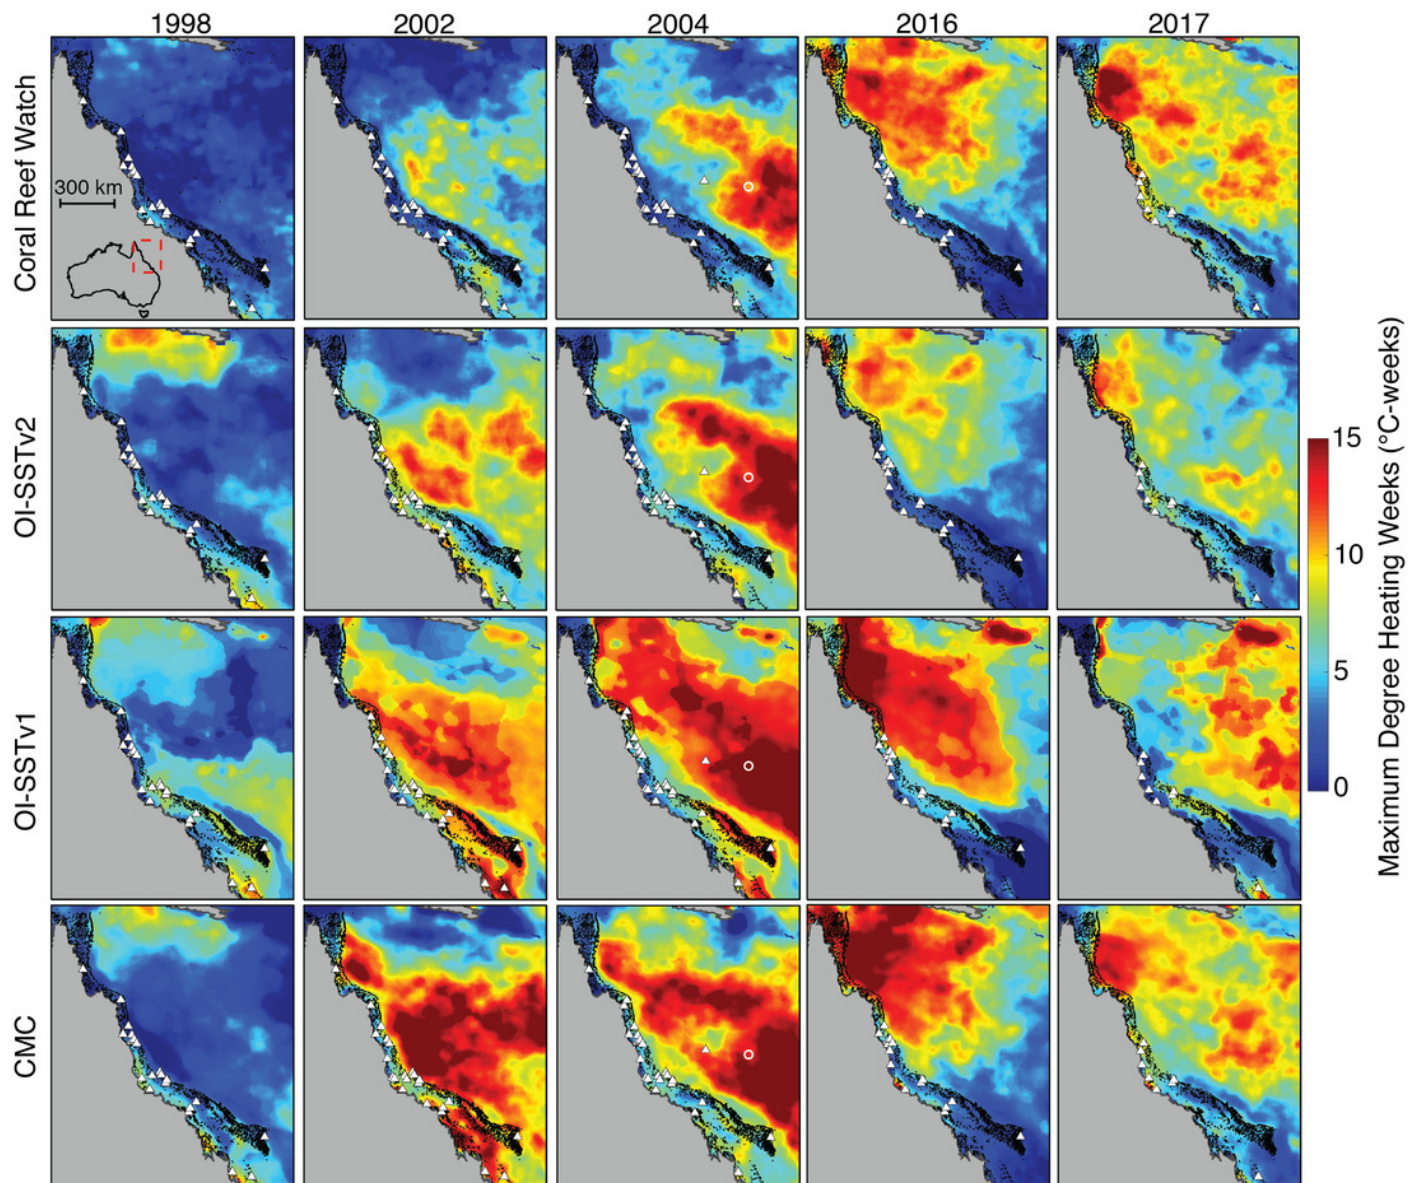 1998 2002 2004 2016 2017
Coral Reef Watch
300 km
OI-SSTv2
OI-SSTv1
CMC
15
10
5
0
Maximum Degree Heating Weeks (°C-weeks)